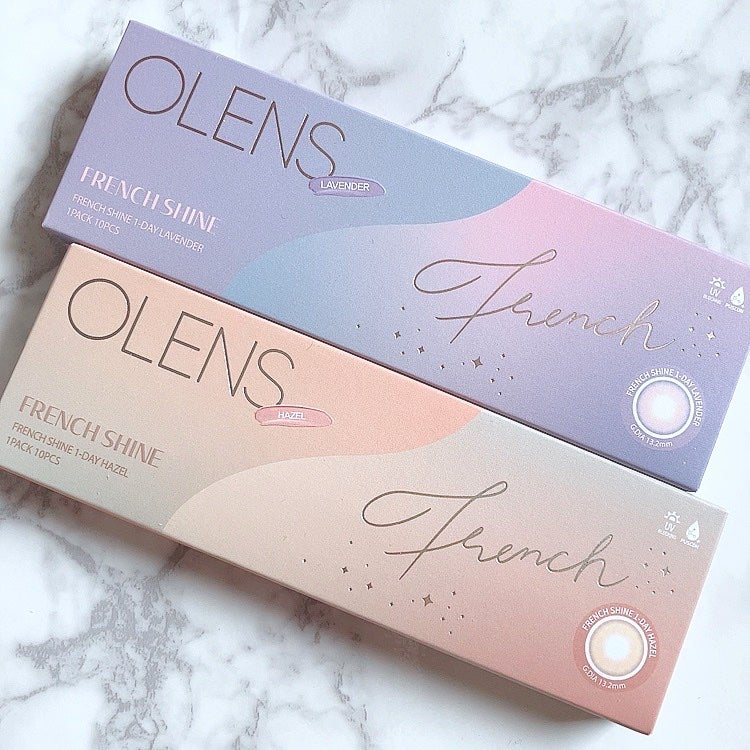 OLENS
LAVENDER
FRENCH SHINE
FRENCH SHINE 1-DAY LAVENDER
1PACK 10PCS
French
UV
FRENCH SHINE 1-DAY LAVENDER
G.DIA 13.2mm
OLENS
HAZEL
FRENCH SHINE
FRENCH SHINE 1-DAY HAZEL
1PACK 10PCS
French
UV
FRENCH SHINE 1-DAY HAZEL
G.DIA 13.2mm